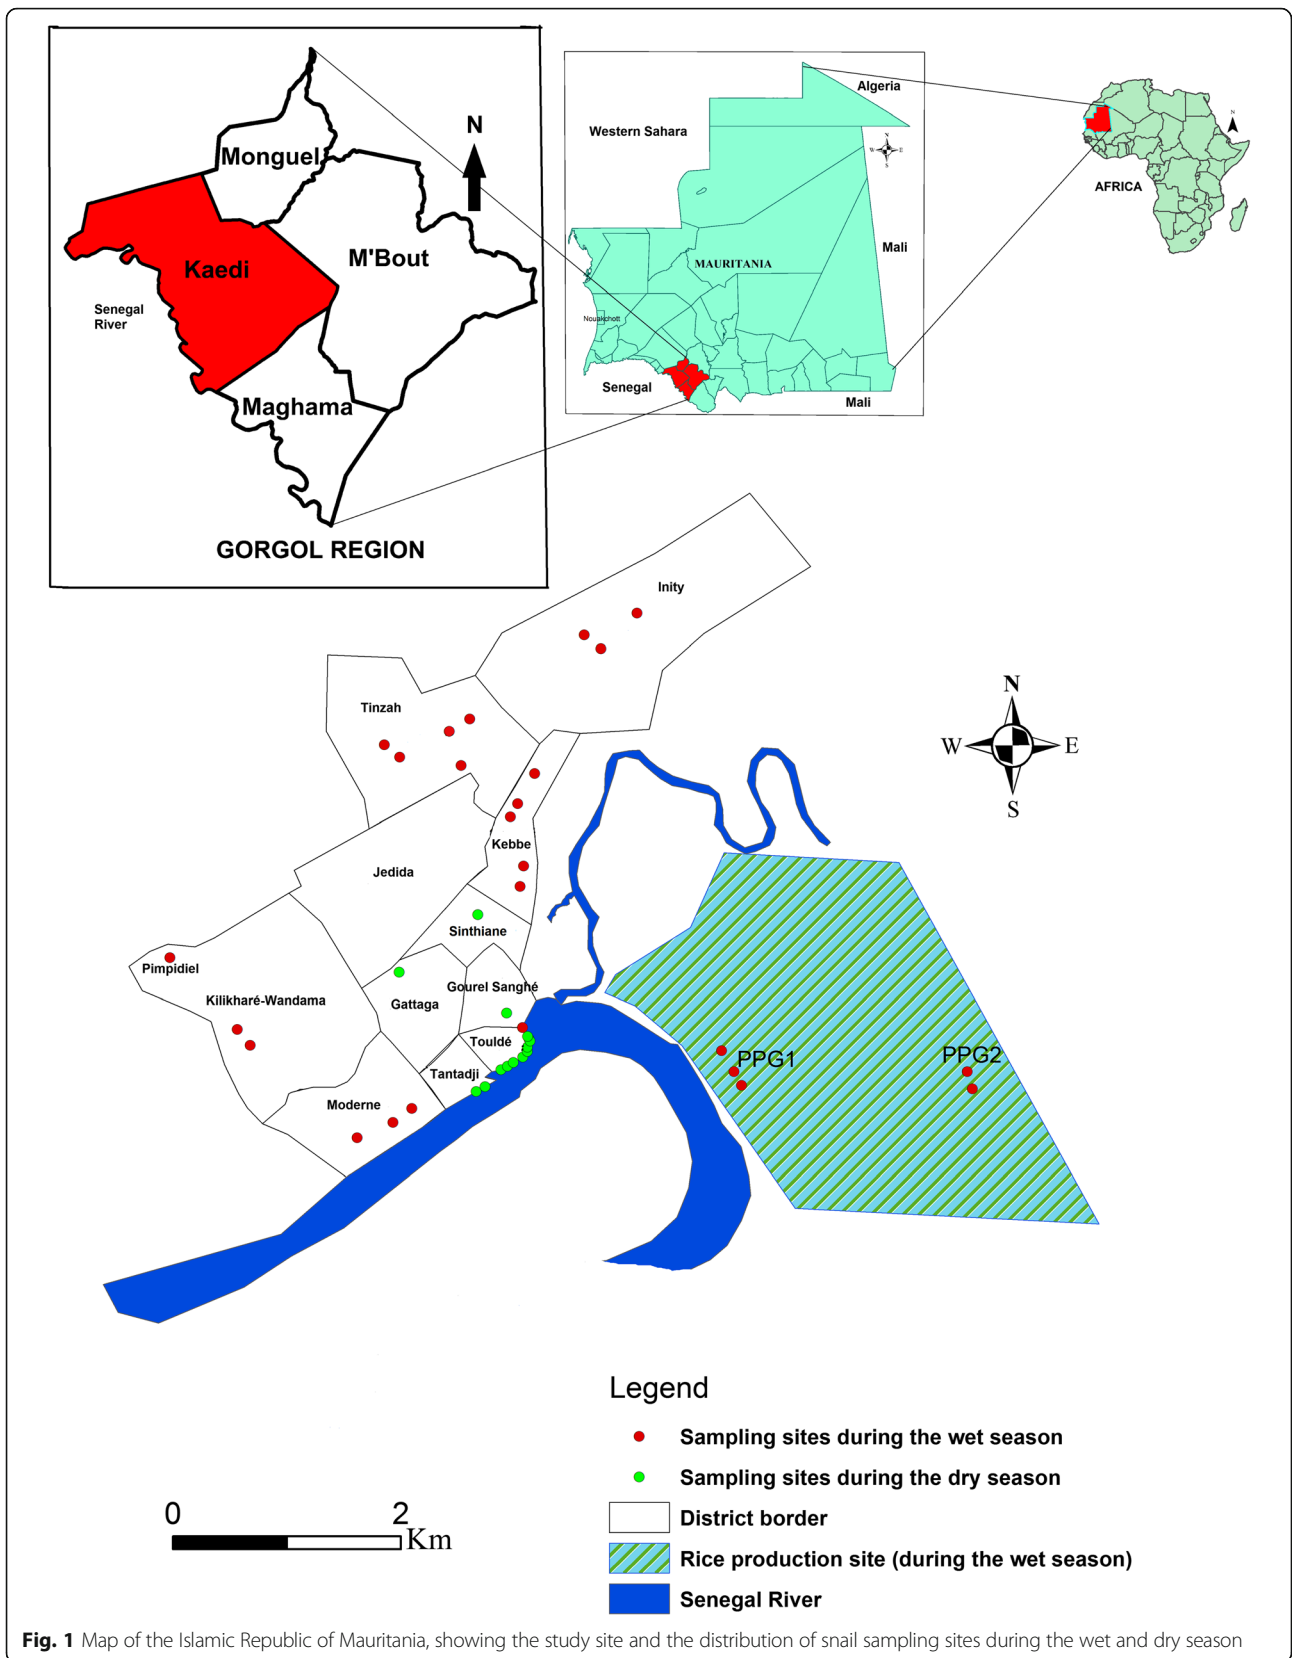 Monguel
N
Kaedi
M'Bout
Senegal
River
Maghama
GORGOL REGION
Algeria
Western Sahara
N
W
E
S
Mali
MAURITANIA
Nouakchott
Senegal
Mali
N
AFRICA
Inity
Tinzah
N
W
E
S
Kebbe
Jedida
Sinthiane
Pimpidiel
Kilikharé-Wandama
Gattaga
Gourel Sanghé
Touldé
Tantadji
Moderne
PPG1
PPG2
Legend
Sampling sites during the wet season
Sampling sites during the dry season
District border
Rice production site (during the wet season)
Senegal River
0 2
Km
Fig. 1 Map of the Islamic Republic of Mauritania, showing the study site and the distribution of snail sampling sites during the wet and dry season